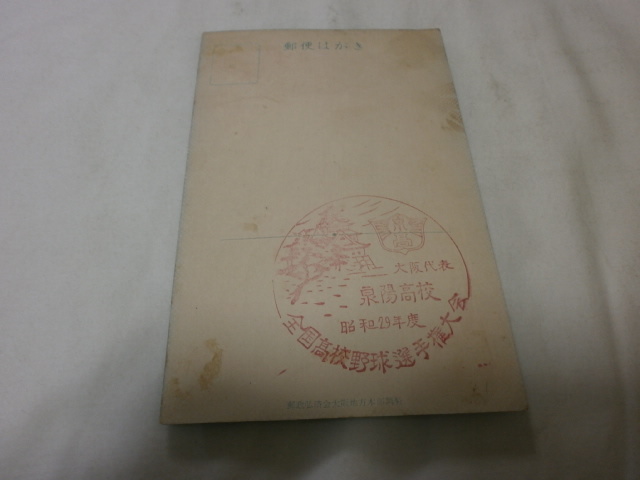 郵便はがき
大阪代表
泉陽高校
昭和29年度
全国高校野球選手権大会